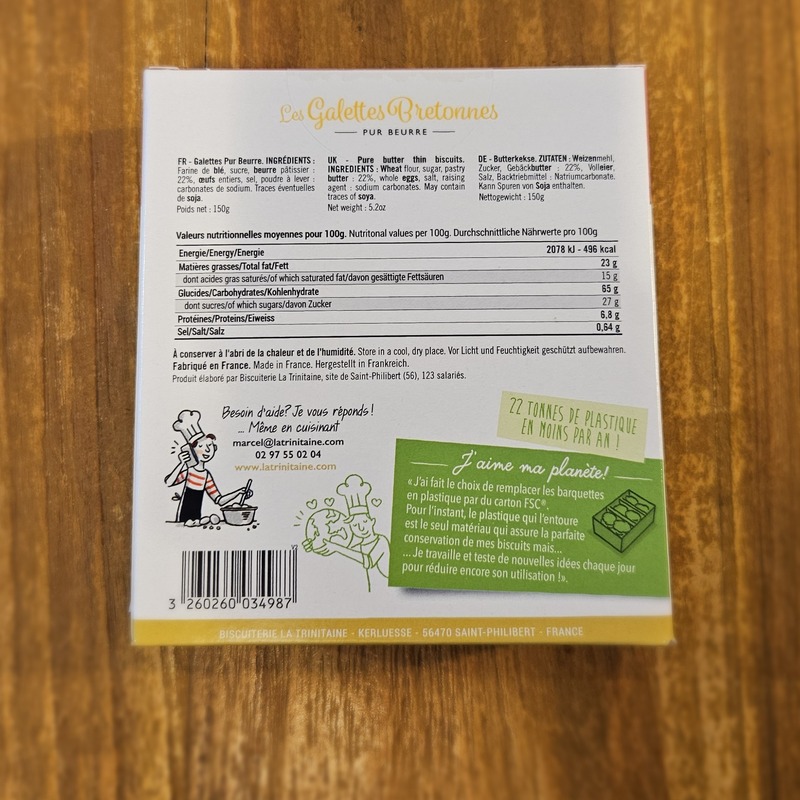 Les Galettes Bretonnes
PUR BEURRE
FR - Galettes Pur Beurre. INGRÉDIENTS :
Farine de blé, sucre, beurre pâtissier :
22%, œufs entiers, sel, poudre à lever :
carbonates de sodium. Traces éventuelles
de soja.
Poids net : 150g
UK - Pure butter thin biscuits.
INGREDIENTS : Wheat flour, sugar, pastry
butter : 22%, whole eggs, salt, raising
agent : sodium carbonates. May contain
traces of soya.
Net weight : 5.2oz
DE - Butterkekse. ZUTATEN : Weizenmehl,
Zucker, Gebäckbutter : 22%, Volleier,
Salz, Backtriebmittel : Natriumcarbonate.
Kann Spuren von Soja enthalten.
Nettogewicht : 150g
Valeurs nutritionnelles moyennes pour 100g. Nutritonal values per 100g. Durchschnittliche Nährwerte pro 100g
Energie/Energy/Energie 2078 kJ - 496 kcal
Matières grasses/Total fat/Fett 23 g
dont acides gras saturés/of which saturated fat/davon gesättigte Fettsäuren 15 g
Glucides/Carbohydrates/Kohlenhydrate 65 g
dont sucres/of which sugars/davon Zucker 27 g
Protéines/Proteins/Eiweiss 6,8 g
Sel/Salt/Salz 0,64 g
À conserver à l'abri de la chaleur et de l'humidité. Store in a cool, dry place. Vor Licht und Feuchtigkeit geschützt aufbewahren.
Fabriqué en France. Made in France. Hergestellt in Frankreich.
Produit élaboré par Biscuiterie La Trinitaine, site de Saint-Philibert (56), 123 salariés.
Besoin d'aide? Je vous réponds !
... Même en cuisinant
marcel@latrinitaine.com
02 97 55 02 04
www.latrinitaine.com
22 TONNES DE PLASTIQUE
EN MOINS PAR AN !
J'aime ma planète!
« J'ai fait le choix de remplacer les barquettes
en plastique par du carton FSC®.
Pour l'instant, le plastique qui l'entoure
est le seul matériau qui assure la parfaite
conservation de mes biscuits mais...
... Je travaille et teste de nouvelles idées chaque jour
pour réduire encore son utilisation !».
3 260260 034987
BISCUITERIE LA TRINITAINE - KERLUESSE - 56470 SAINT-PHILIBERT - FRANCE